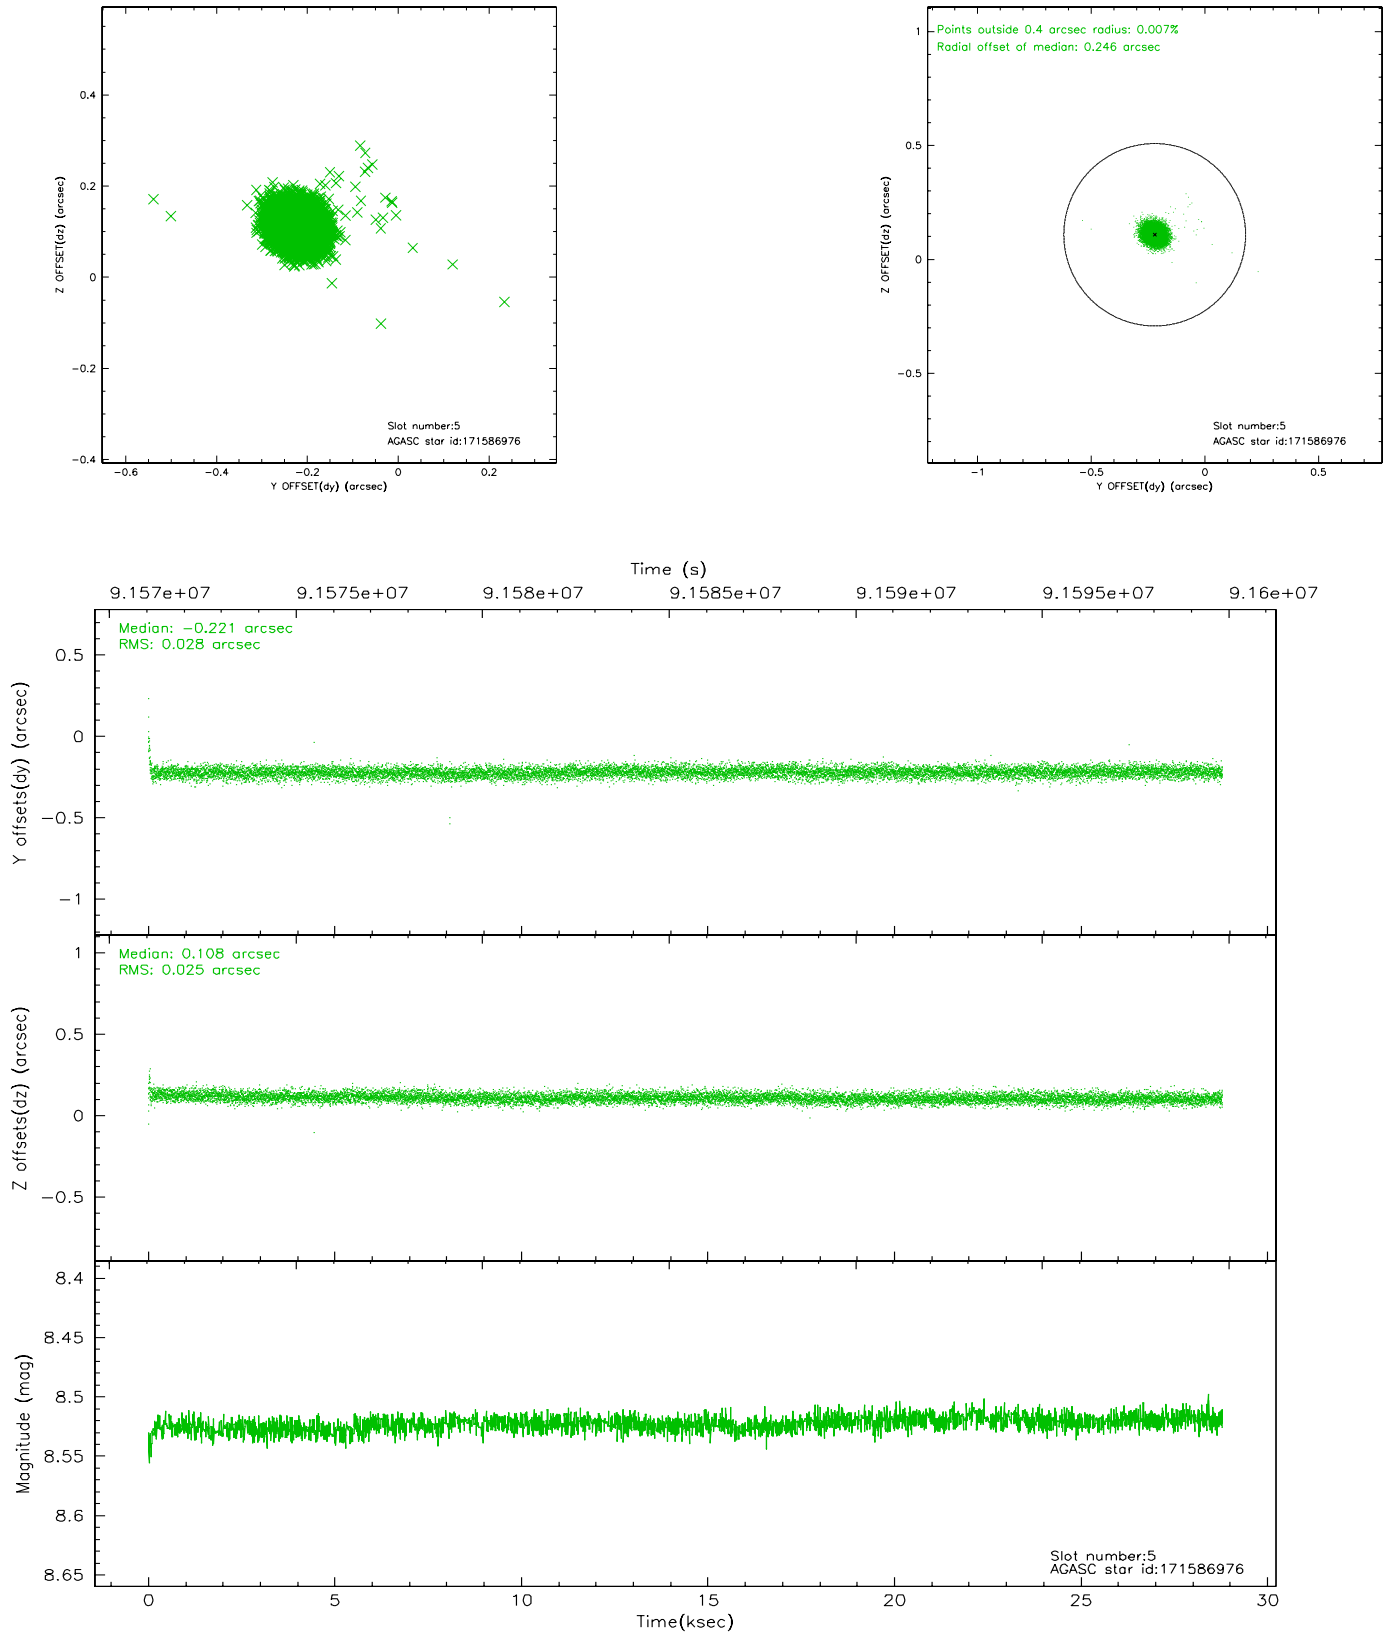 0.4
0.2
0
−0.2
−0.4
−0.6
−0.4
−0.2
0
0.2
Z OFFSET(dz) (arcsec)
Y OFFSET(dy) (arcsec)
Slot number:5
AGASC star id:171586976
Points outside 0.4 arcsec radius: 0.007%
Radial offset of median: 0.246 arcsec
1
0.5
0
−0.5
−1
−0.5
0
0.5
Z OFFSET(dz) (arcsec)
Y OFFSET(dy) (arcsec)
Slot number:5
AGASC star id:171586976
Time (s)
9.157e+07
9.1575e+07
9.158e+07
9.1585e+07
9.159e+07
9.1595e+07
9.16e+07
Median: −0.221 arcsec
RMS: 0.028 arcsec
0.5
0
−0.5
−1
Y offsets(dy) (arcsec)
Median: 0.108 arcsec
RMS: 0.025 arcsec
1
0.5
0
−0.5
Z offsets(dz) (arcsec)
8.4
8.45
8.5
8.55
8.6
8.65
Magnitude (mag)
Slot number:5
AGASC star id:171586976
0
5
10
15
20
25
30
Time(ksec)